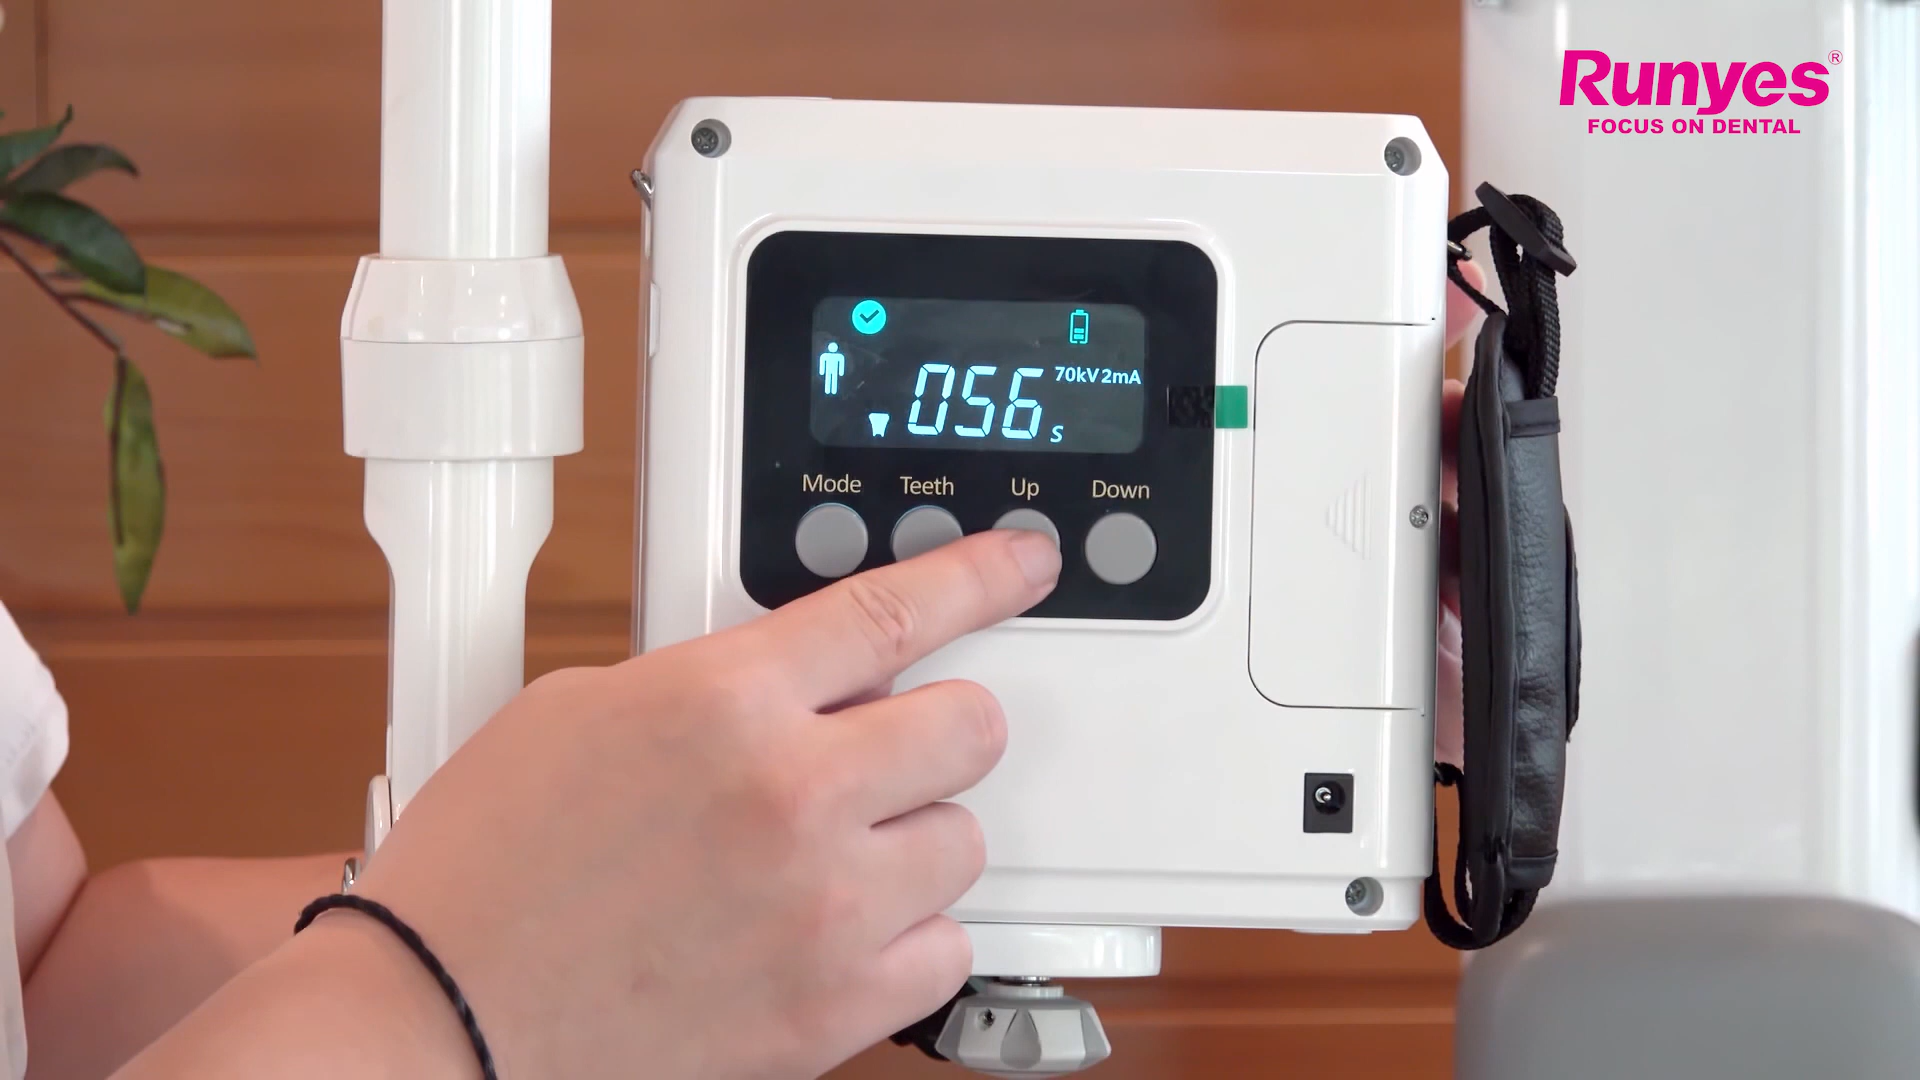 Runyes®
FOCUS ON DENTAL
70kV 2mA
056 s
Mode Teeth Up Down